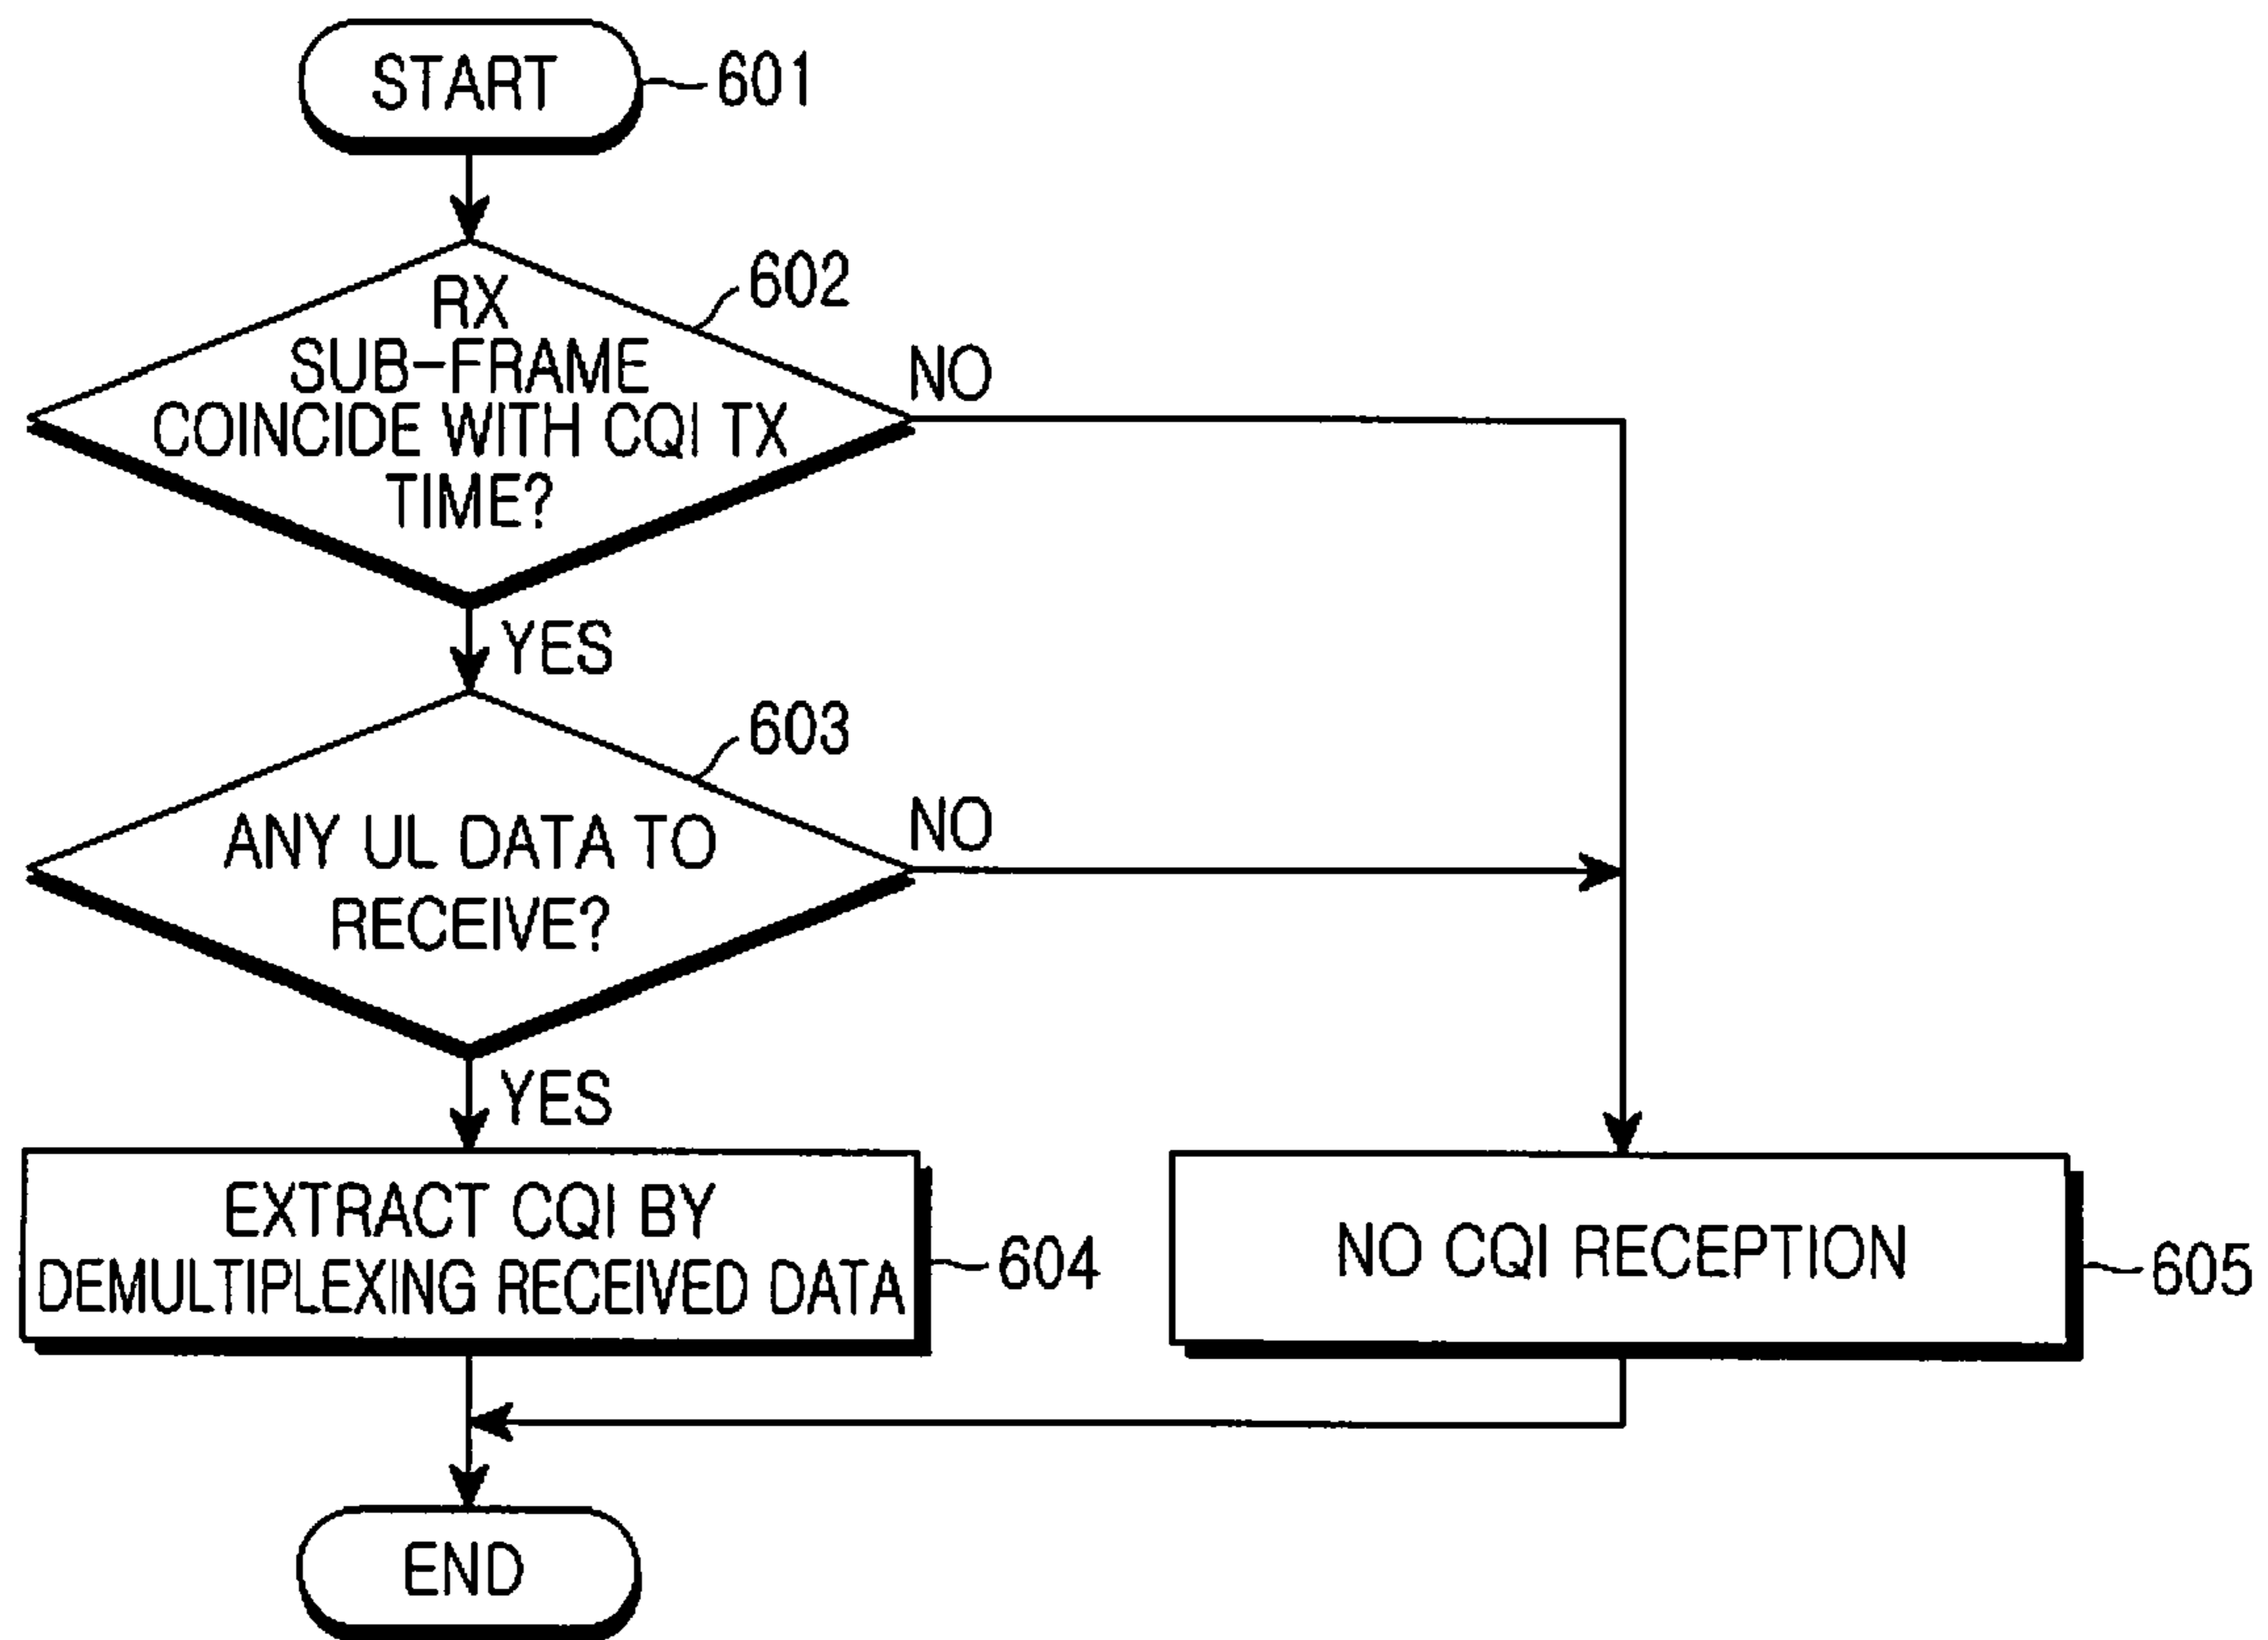 START
601
602
RX
SUB-FRAME
COINCIDE WITH CQI TX
TIME?
NO
YES
603
ANY UL DATA TO
RECEIVE?
NO
YES
EXTRACT CQI BY
DEMULTIPLEXING RECEIVED DATA
604
NO CQI RECEPTION
605
END